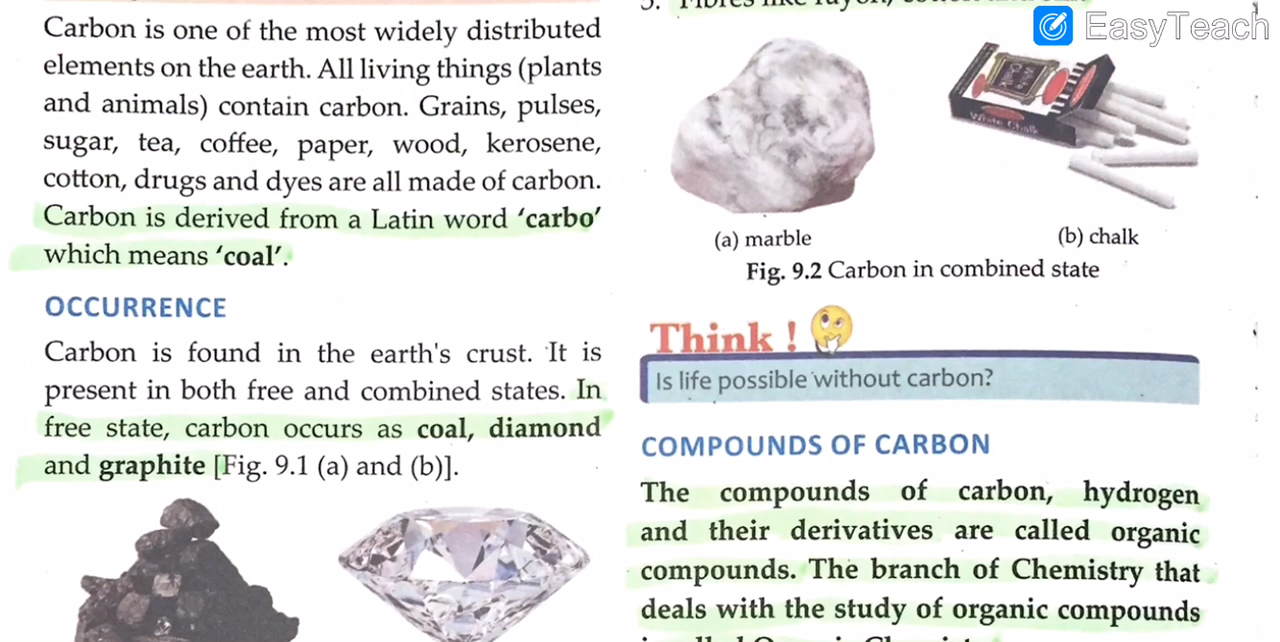 Carbon is one of the most widely distributed
elements on the earth. All living things (plants
and animals) contain carbon. Grains, pulses,
sugar, tea, coffee, paper, wood, kerosene,
cotton, drugs and dyes are all made of carbon.
Carbon is derived from a Latin word ‘carbo’
which means ‘coal’.
OCCURRENCE
Carbon is found in the earth's crust. It is
present in both free and combined states. In
free state, carbon occurs as coal, diamond
and graphite [Fig. 9.1 (a) and (b)].
EasyTeach
White Chalk
(a) marble
(b) chalk
Fig. 9.2 Carbon in combined state
Think !
Is life possible without carbon?
COMPOUNDS OF CARBON
The compounds of carbon, hydrogen
and their derivatives are called organic
compounds. The branch of Chemistry that
deals with the study of organic compounds